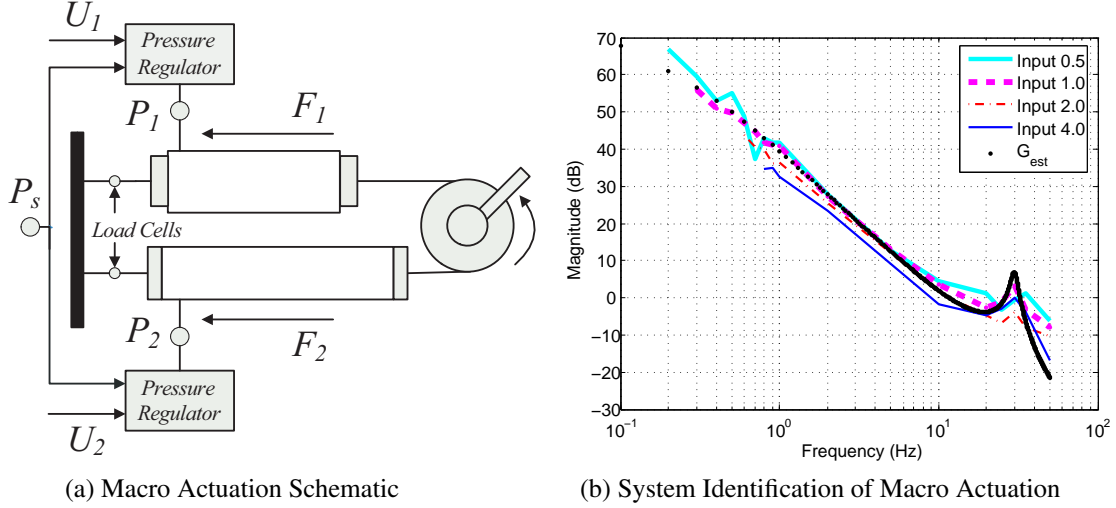 U₁
Pressure
Regulator
P₁
F₁
Pₛ
Load Cells
P₂
F₂
Pressure
Regulator
U₂
(a) Macro Actuation Schematic
70
60
50
40
30
20
10
0
−10
−20
−30
Magnitude (dB)
10⁻¹
10⁰
10¹
10²
Frequency (Hz)
Input 0.5
Input 1.0
Input 2.0
Input 4.0
G_est
(b) System Identification of Macro Actuation